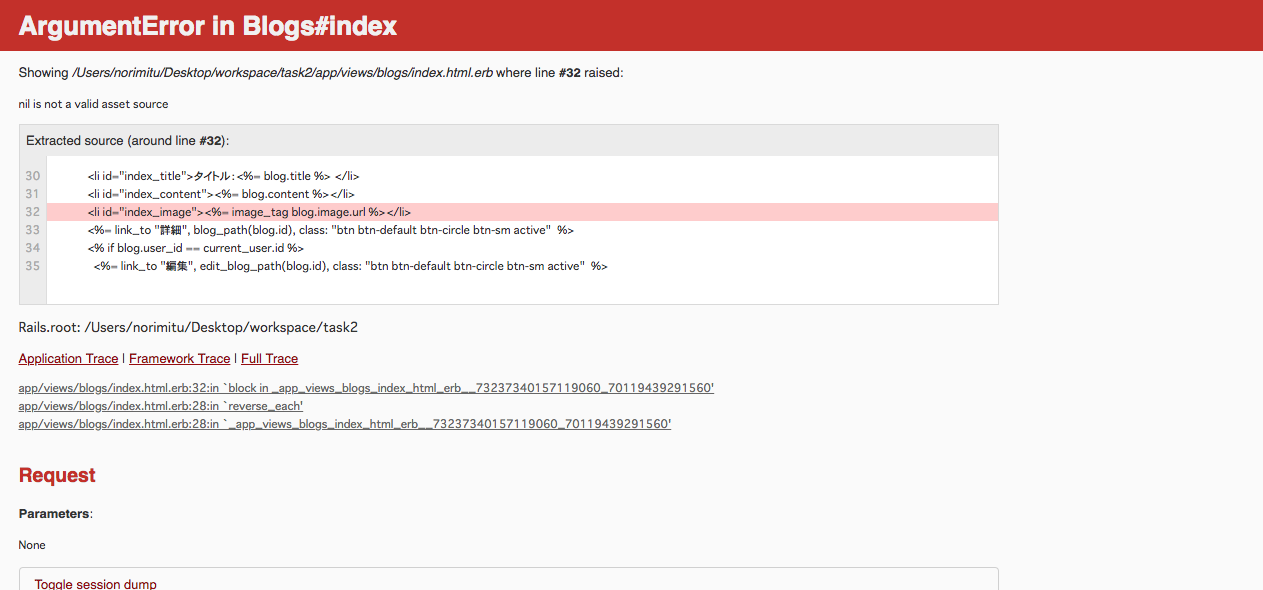 ArgumentError in Blogs#index
Showing /Users/norimitu/Desktop/workspace/task2/app/views/blogs/index.html.erb where line #32 raised:
nil is not a valid asset source
Extracted source (around line #32):
30 <li id="index_title">タイトル：<%= blog.title %> </li>
31 <li id="index_content"><%= blog.content %></li>
32 <li id="index_image"><%= image_tag blog.image.url %></li>
33 <%= link_to "詳細", blog_path(blog.id), class: "btn btn-default btn-circle btn-sm active" %>
34 <% if blog.user_id == current_user.id %>
35 <%= link_to "編集", edit_blog_path(blog.id), class: "btn btn-default btn-circle btn-sm active" %>
Rails.root: /Users/norimitu/Desktop/workspace/task2
Application Trace | Framework Trace | Full Trace
app/views/blogs/index.html.erb:32:in `block in _app_views_blogs_index_html_erb__73237340157119060_70119439291560'
app/views/blogs/index.html.erb:28:in `reverse_each'
app/views/blogs/index.html.erb:28:in `_app_views_blogs_index_html_erb__73237340157119060_70119439291560'
Request
Parameters:
None
Toggle session dump